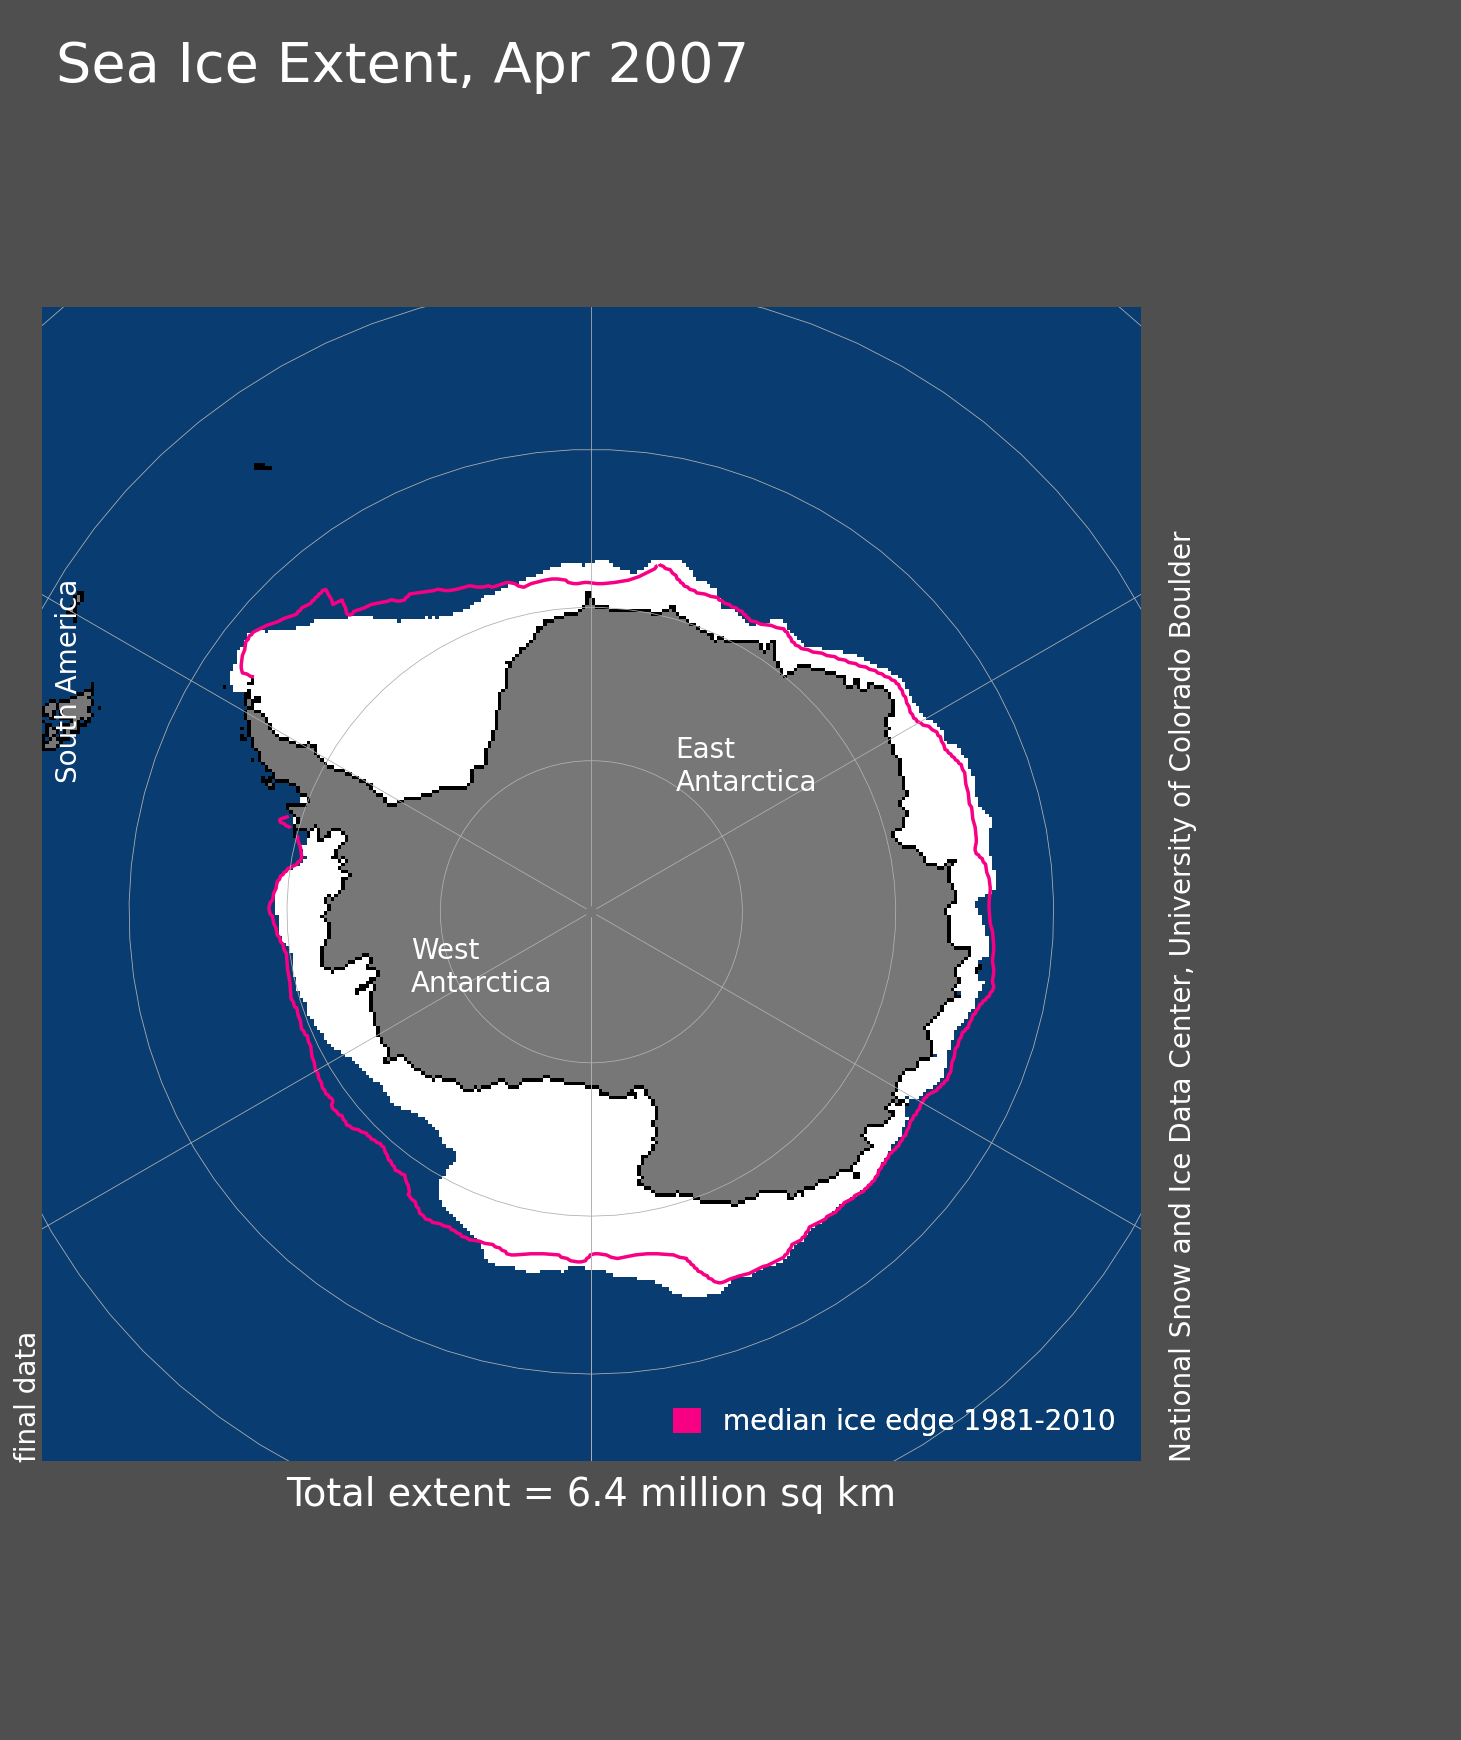 Sea Ice Extent, Apr 2007
South America
East
Antarctica
West
Antarctica
final data
median ice edge 1981-2010
National Snow and Ice Data Center, University of Colorado Boulder
Total extent = 6.4 million sq km